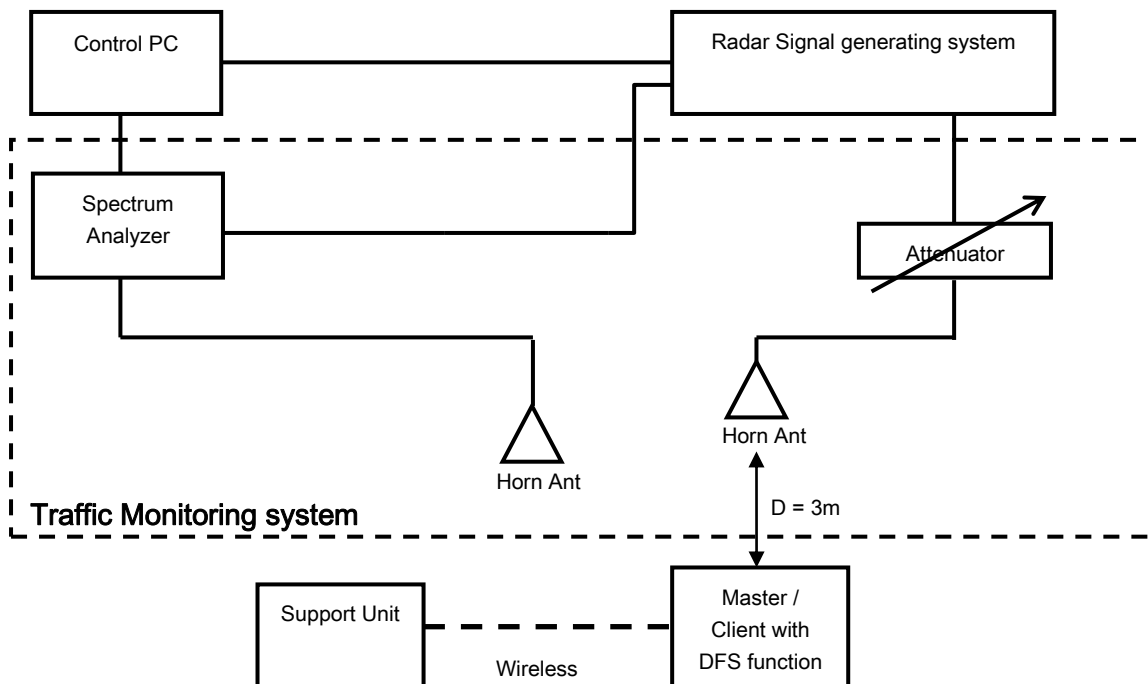 Control PC
Radar Signal generating system
Spectrum
Analyzer
Attenuator
Horn Ant
Horn Ant
D = 3m
Traffic Monitoring system
Support Unit
Wireless
Master /
Client with
DFS function